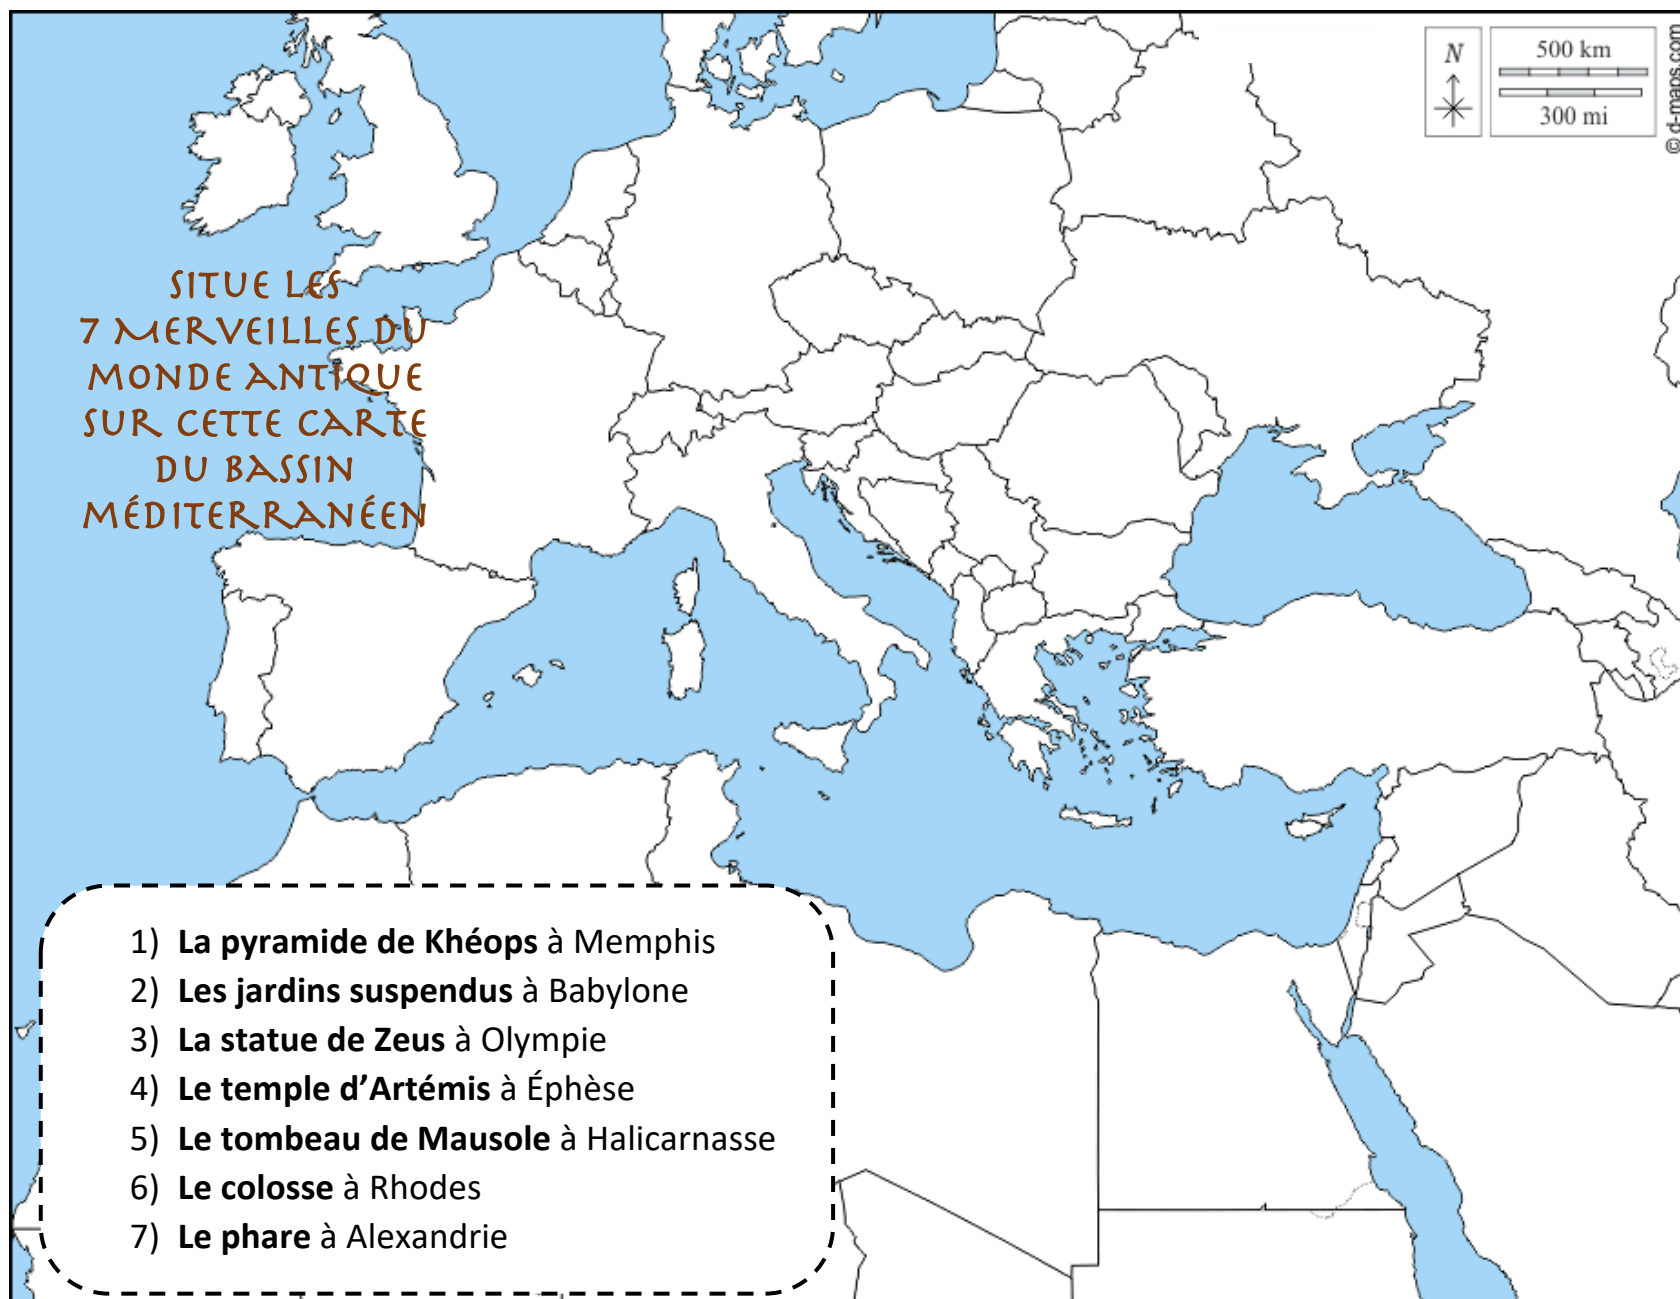 SITUE LES
7 MERVEILLES DU
MONDE ANTIQUE
SUR CETTE CARTE
DU BASSIN
MÉDITERRANÉEN
N
500 km
300 mi
© d-maps.com
1) La pyramide de Khéops à Memphis
2) Les jardins suspendus à Babylone
3) La statue de Zeus à Olympie
4) Le temple d’Artémis à Éphèse
5) Le tombeau de Mausole à Halicarnasse
6) Le colosse à Rhodes
7) Le phare à Alexandrie